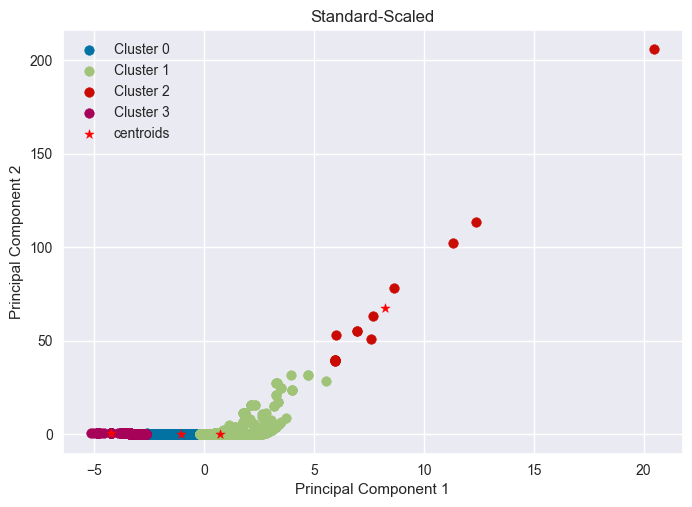 Standard-Scaled
Cluster 0
Cluster 1
Cluster 2
Cluster 3
centroids
Principal Component 2
200
150
100
50
0
−5
0
5
10
15
20
Principal Component 1